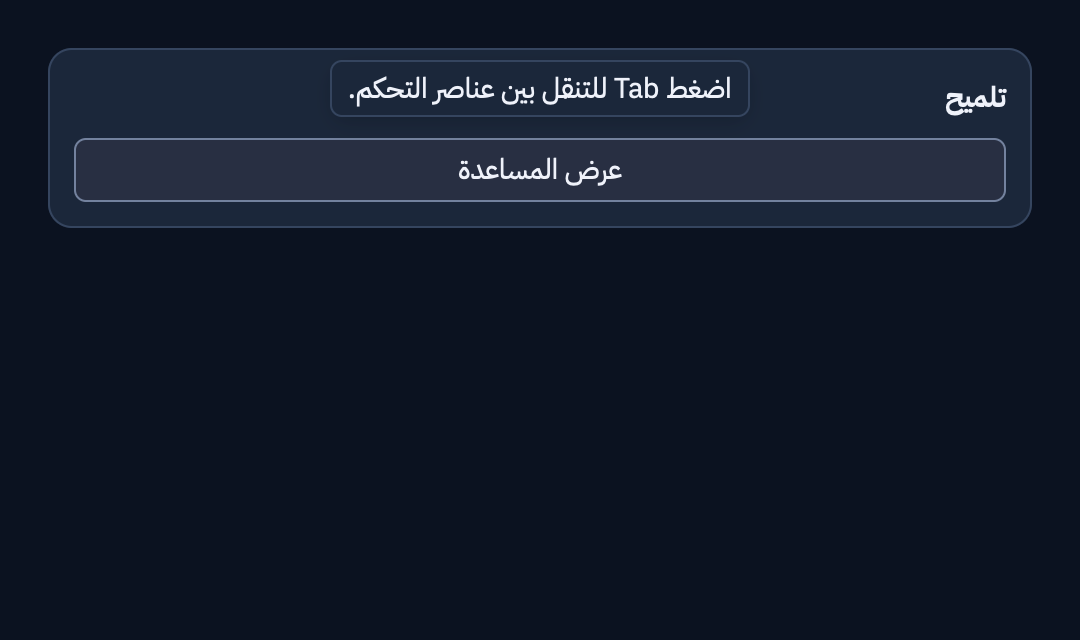 تلميح
اضغط Tab للتنقل بين عناصر التحكم.
عرض المساعدة